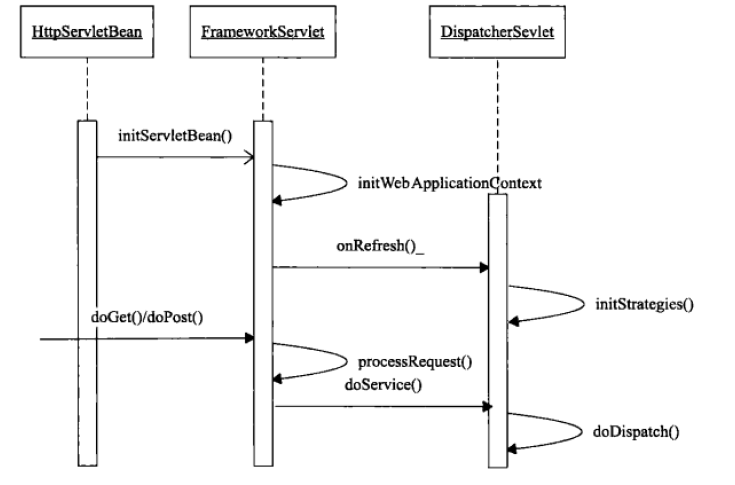 HttpServletBean
FrameworkServlet
DispatcherSevlet
initServletBean()
initWebApplicationContext
onRefresh()_
initStrategies()
doGet()/doPost()
processRequest()
doService()
doDispatch()